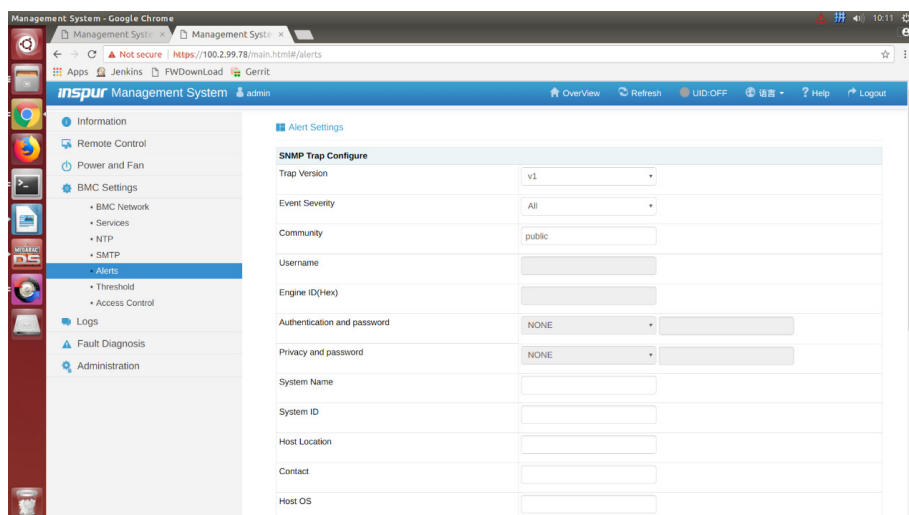 Management System - Google Chrome
拼
10:11
Management Syste
Management Syste
Not secure | https://100.2.99.78/main.html#/alerts
Apps
Jenkins
FWDownLoad
Gerrit
inspur Management System
admin
OverView
Refresh
UID:OFF
语言
? Help
Logout
Information
Remote Control
Power and Fan
BMC Settings
• BMC Network
• Services
• NTP
• SMTP
• Alerts
• Threshold
• Access Control
Logs
Fault Diagnosis
Administration
Alert Settings
SNMP Trap Configure
Trap Version
v1
Event Severity
All
Community
public
Username
Engine ID(Hex)
Authentication and password
NONE
Privacy and password
NONE
System Name
System ID
Host Location
Contact
Host OS